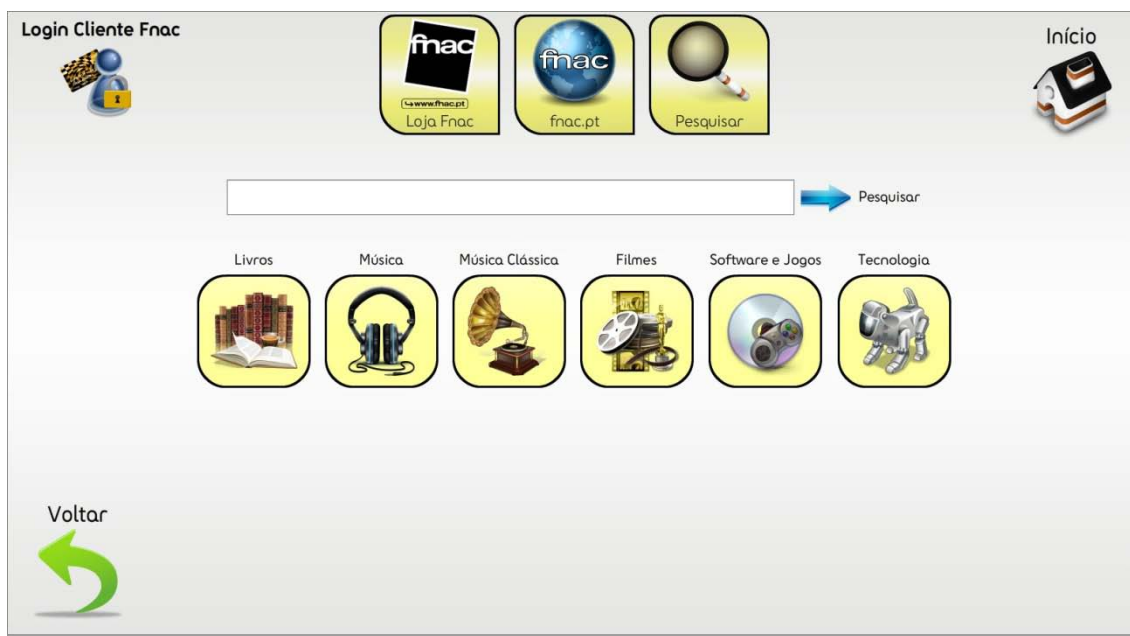 Login Cliente Fnac
fnac
www.fnac.pt
Loja Fnac
fnac
fnac.pt
Pesquisar
Início
Pesquisar
Livros
Música
Música Clássica
Filmes
Software e Jogos
Tecnologia
Voltar